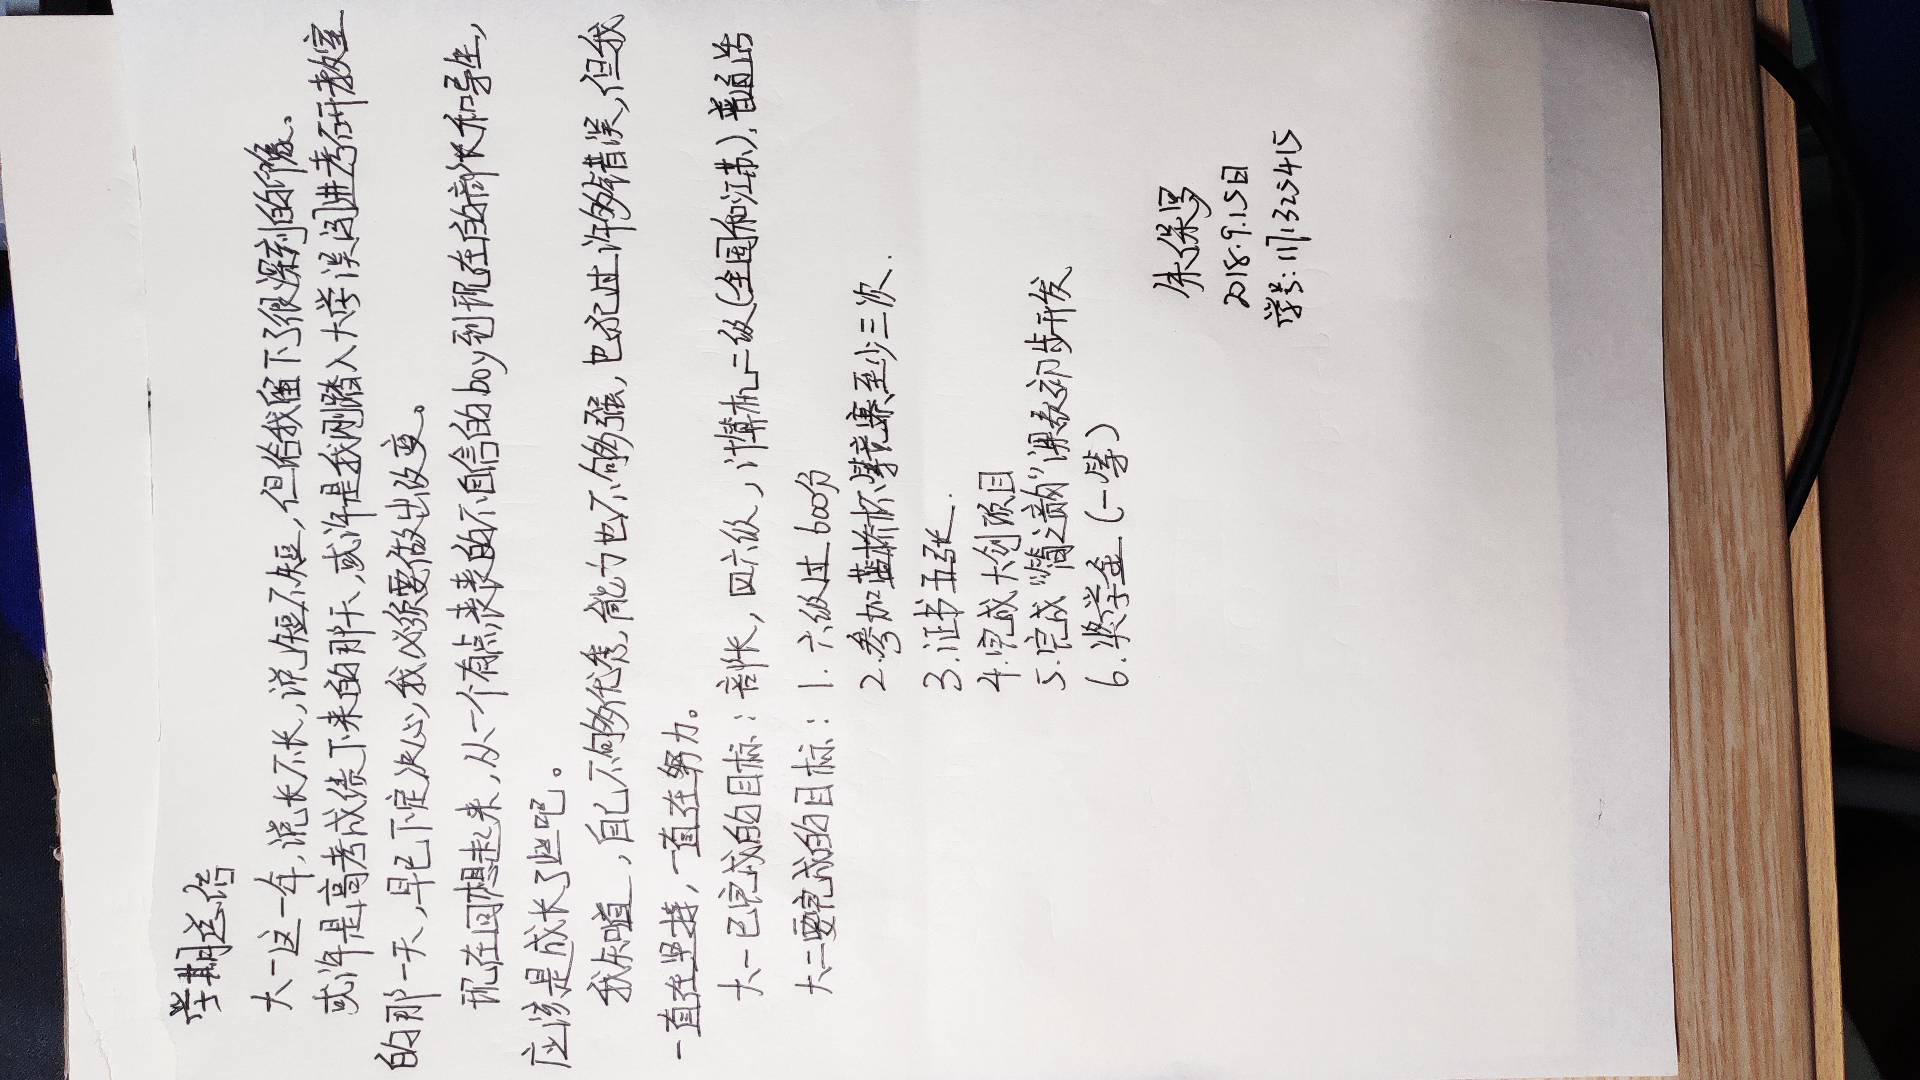 学期总结
大一这一年,说长不长,说短不短,但给我留下了很深刻的印象。
或许是高考成绩下来的那天,或许是我刚踏入大学误闯进考研教室
的那一天,早已下定决心,我必须要做出改变。
现在回想起来,从一个有点丧丧的不自信的boy到现在的部长和导生,
应该是成长了些吧。
我知道,自己不够优秀,能力也不够强,也犯过许多错误,但我
一直在坚持,一直在努力。
大一已完成的目标:部长,四六级,计算机二级(全国和江苏),普通话
大二要完成的目标:1.六级过600分
2.参加蓝桥杯等竞赛至少三次.
3.证书五张.
4.完成大创项目
5.完成“简之韵”课表初步开发
6.奖学金(一等)
朱保罗
2018.9.15日
学号:1171325415